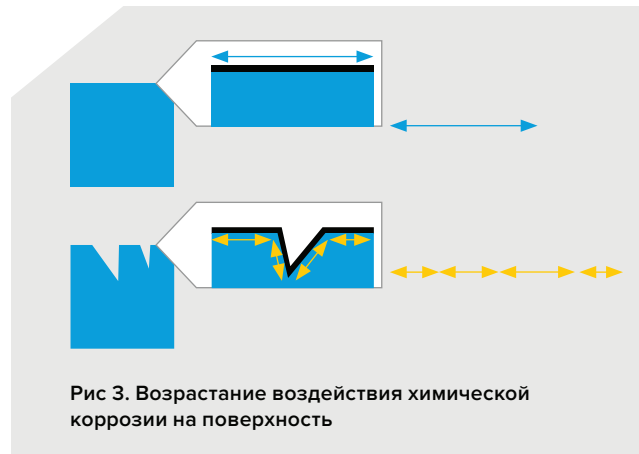 Рис 3. Возрастание воздействия химической
коррозии на поверхность